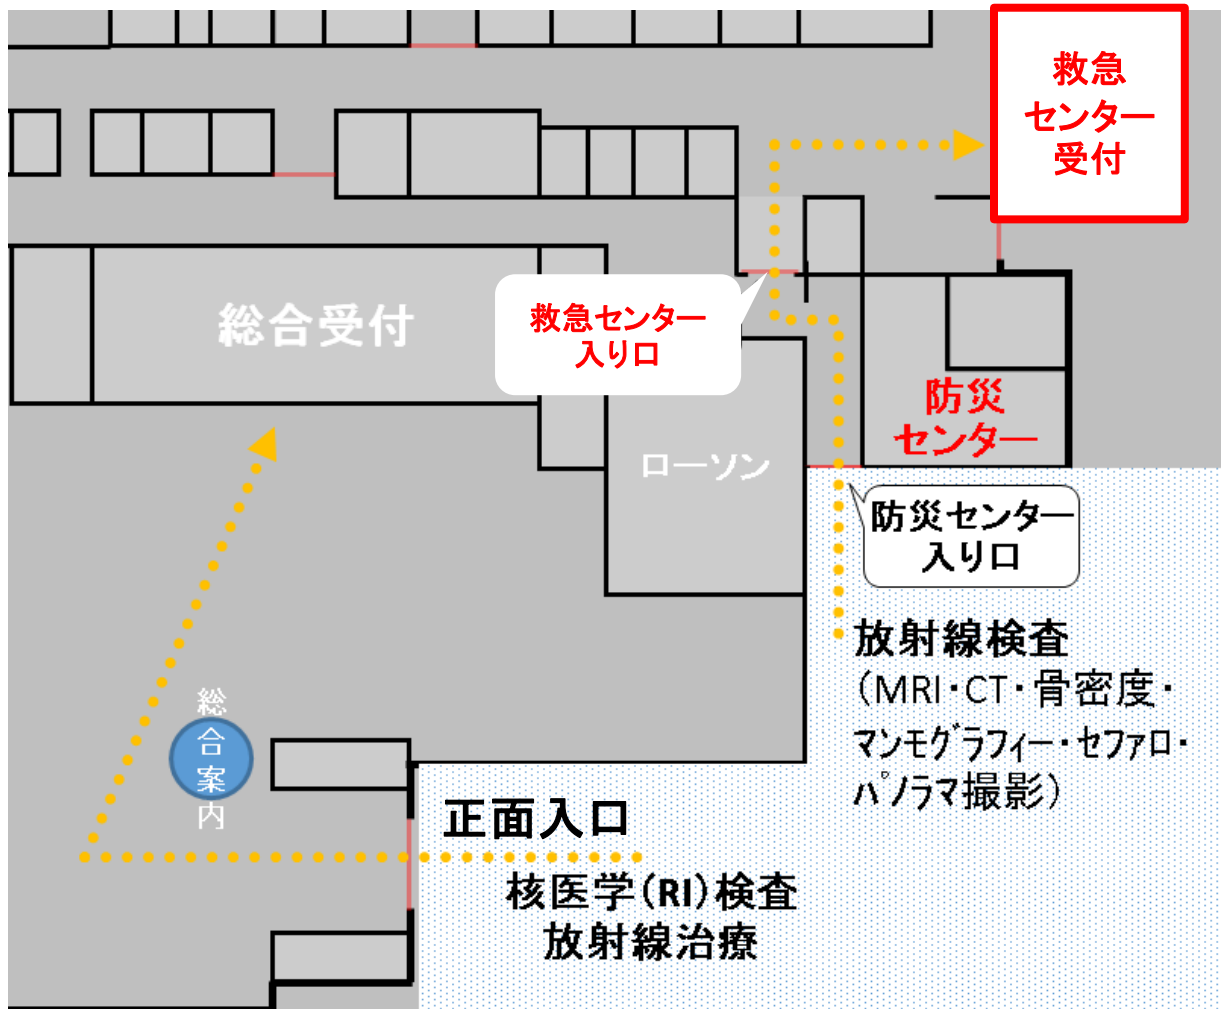 救急
センター
受付
総合受付
救急センター
入り口
防災
センター
ローソン
防災センター
入り口
放射線検査
（MRI・CT・骨密度・
マンモグラフィー・セファロ・
パノラマ撮影）
総合案内
正面入口
核医学（RI）検査
放射線治療